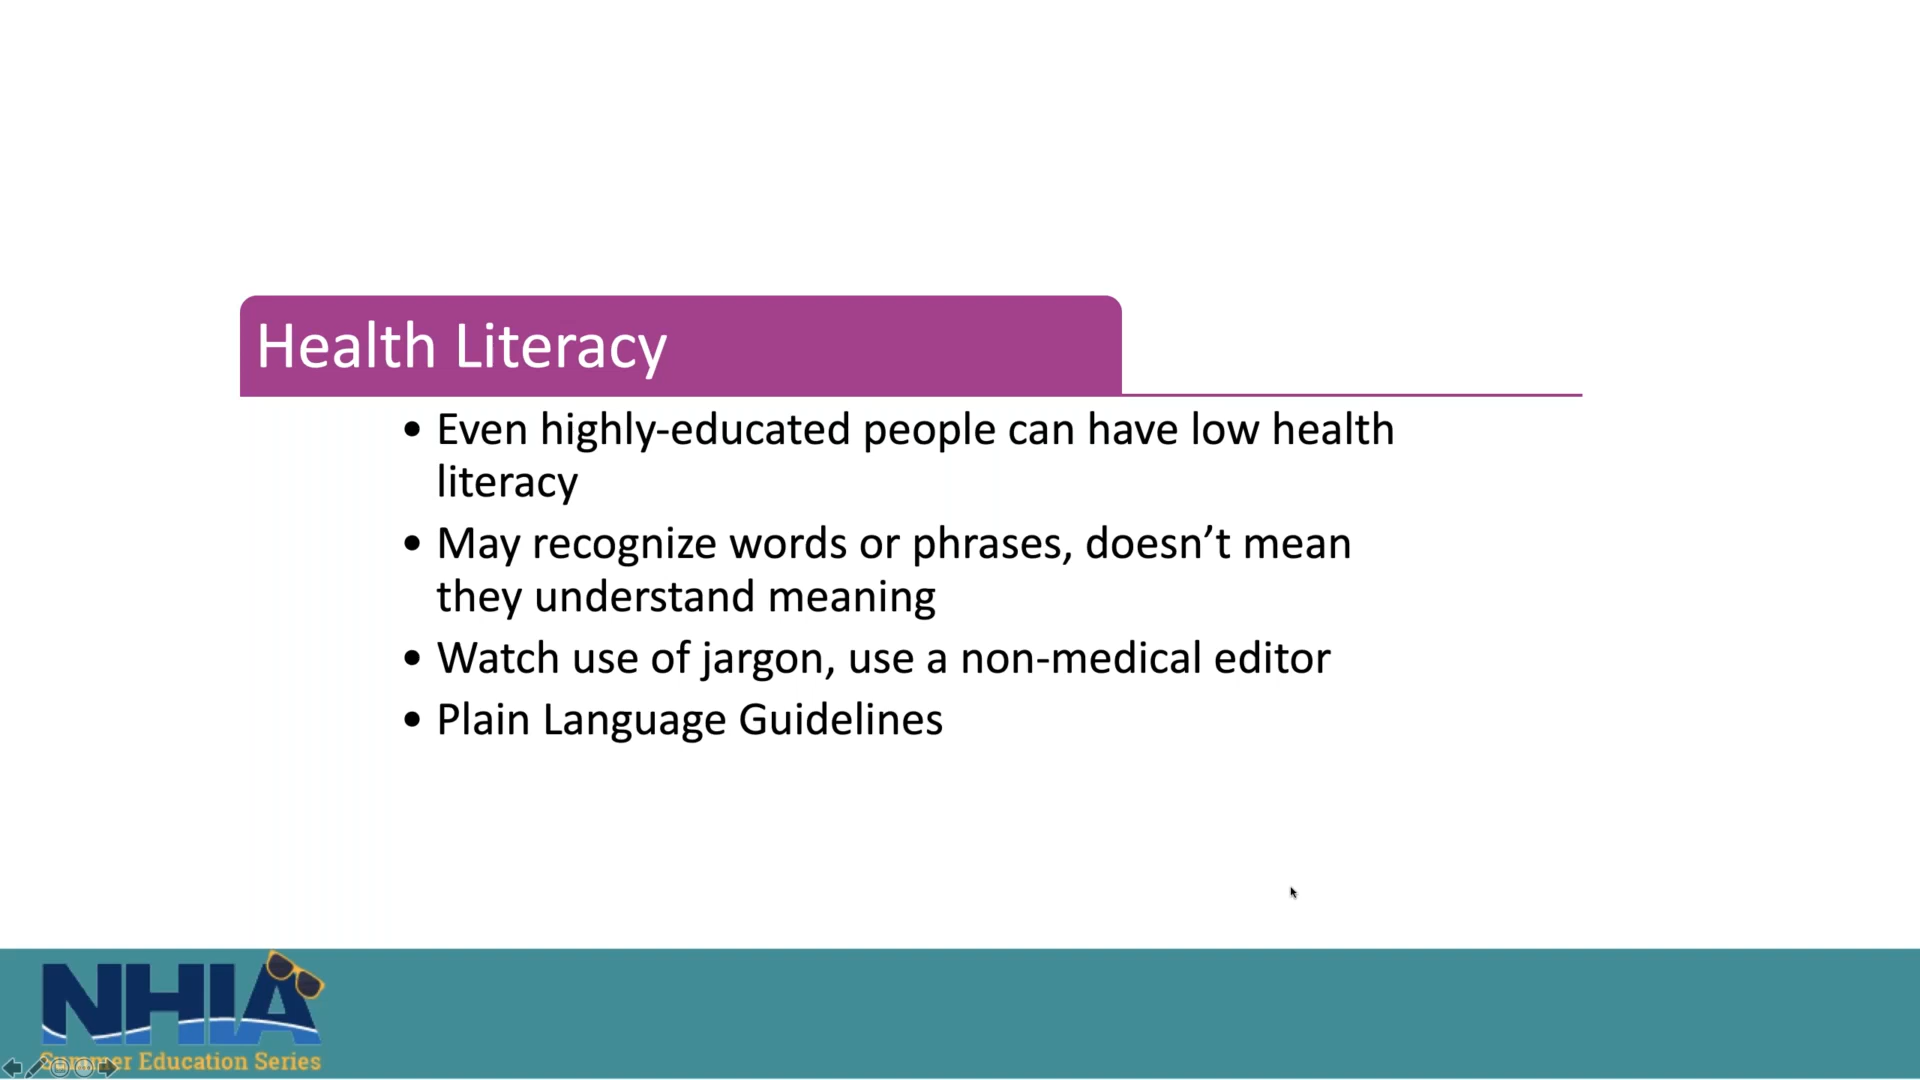 Health Literacy
• Even highly-educated people can have low health
literacy
• May recognize words or phrases, doesn’t mean
they understand meaning
• Watch use of jargon, use a non-medical editor
• Plain Language Guidelines
NHIA
Summer Education Series